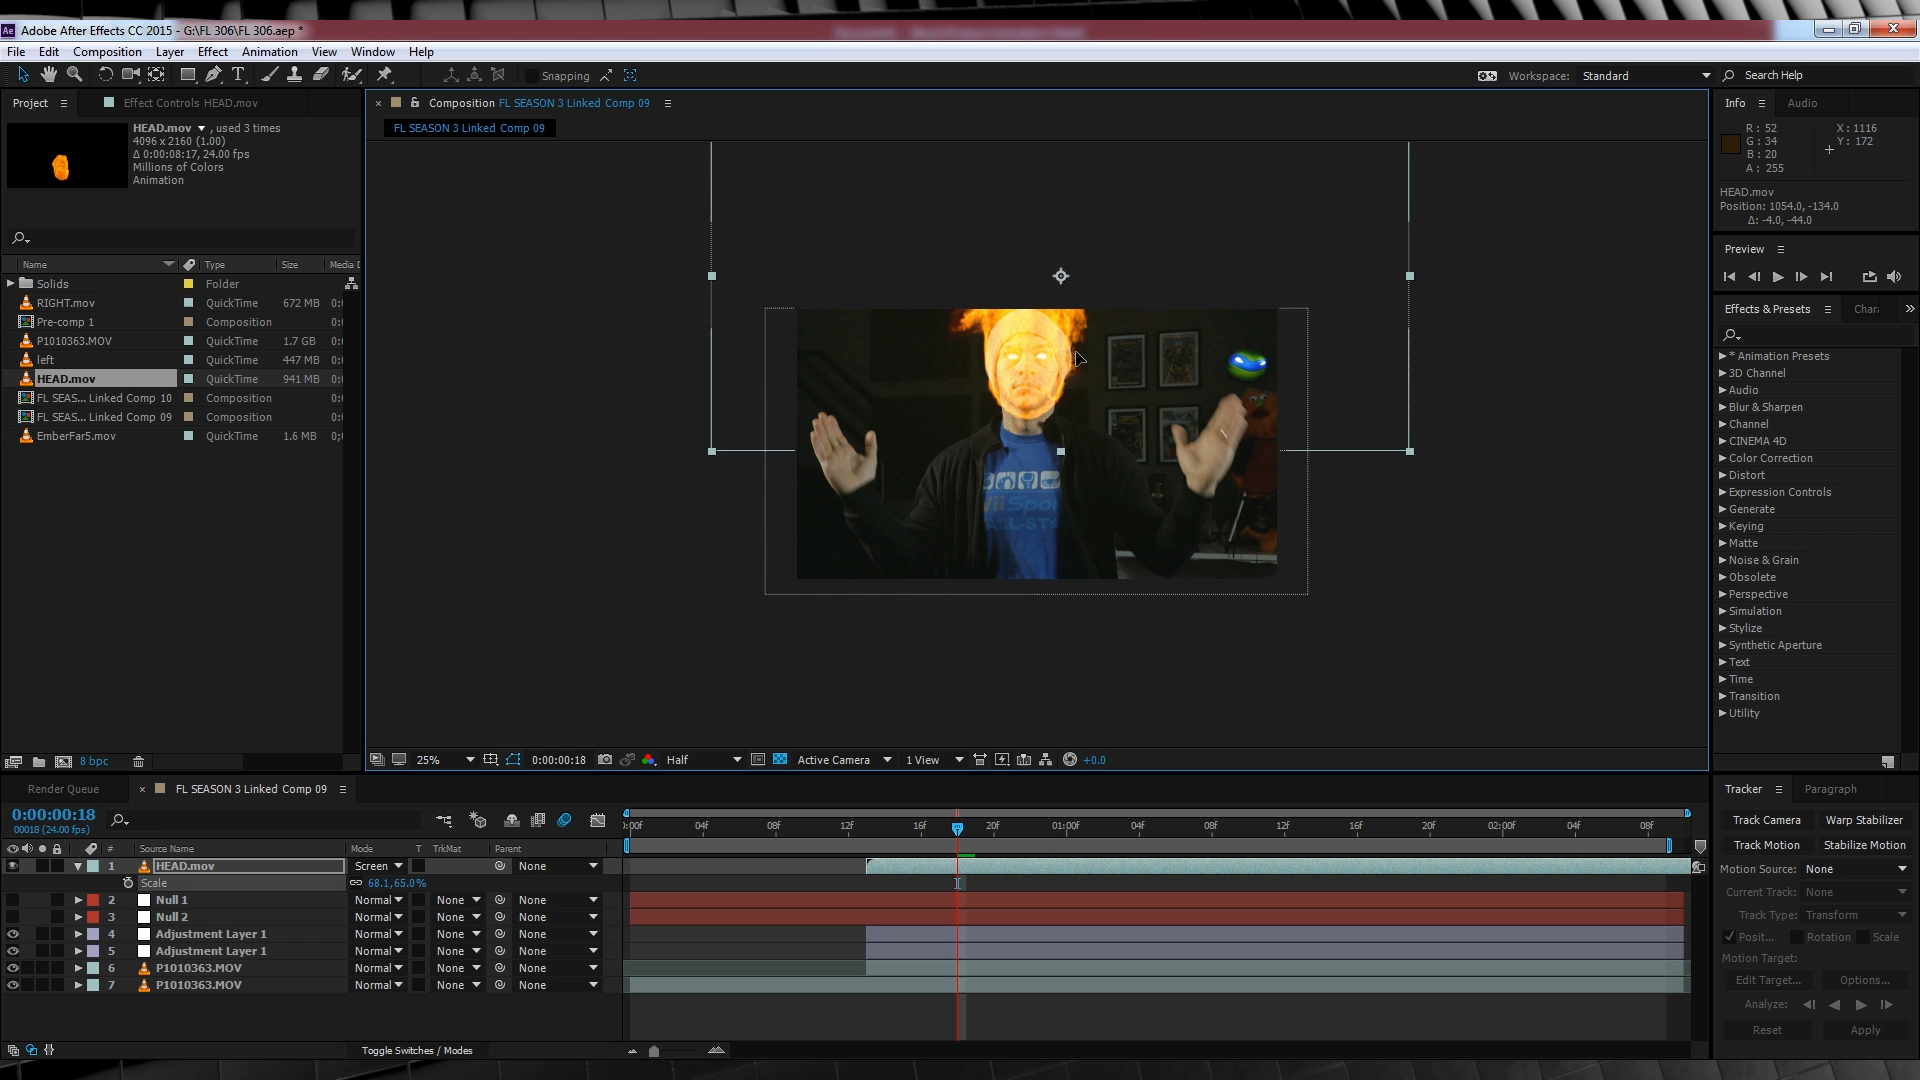 Adobe After Effects CC 2015 - G:\FL 306\FL 306.aep *
File Edit Composition Layer Effect Animation View Window Help
Snapping
Workspace: Standard
Search Help
Project
Effect Controls HEAD.mov
HEAD.mov , used 3 times
4096 x 2160 (1.00)
Δ 0:00:08:17, 24.00 fps
Millions of Colors
Animation
Name Type Size Media D
Solids Folder
RIGHT.mov QuickTime 672 MB 0:
Pre-comp 1 Composition 0:
P1010363.MOV QuickTime 1.7 GB 0:
left QuickTime 447 MB 0:
HEAD.mov QuickTime 941 MB 0:
FL SEAS... Linked Comp 10 Composition 0:
FL SEAS... Linked Comp 09 Composition 0:
EmberFar5.mov QuickTime 1.6 MB 0;
8 bpc
Composition FL SEASON 3 Linked Comp 09
FL SEASON 3 Linked Comp 09
Wii Sports
ALL-STA
25% 0:00:00:18 Half Active Camera 1 View +0.0
Info Audio
R : 52 X : 1116
G : 34 Y : 172
B : 20
A : 255
HEAD.mov
Position: 1054.0, -134.0
Δ: -4.0, -44.0
Preview
Effects & Presets Chara
* Animation Presets
3D Channel
Audio
Blur & Sharpen
Channel
CINEMA 4D
Color Correction
Distort
Expression Controls
Generate
Keying
Matte
Noise & Grain
Obsolete
Perspective
Simulation
Stylize
Synthetic Aperture
Text
Time
Transition
Utility
Render Queue
FL SEASON 3 Linked Comp 09
0:00:00:18
00018 (24.00 fps)
# Source Name Mode T TrkMat Parent
):00f 04f 08f 12f 16f 20f 01:00f 04f 08f 12f 16f 20f 02:00f 04f 08f
1 HEAD.mov Screen None
Scale 68.1,65.0%
2 Null 1 Normal None None
3 Null 2 Normal None None
4 Adjustment Layer 1 Normal None None
5 Adjustment Layer 1 Normal None None
6 P1010363.MOV Normal None None
7 P1010363.MOV Normal None None
Toggle Switches / Modes
Tracker Paragraph
Track Camera Warp Stabilizer
Track Motion Stabilize Motion
Motion Source: None
Current Track: None
Track Type: Transform
Posit... Rotation Scale
Motion Target:
Edit Target... Options...
Analyze:
Reset Apply